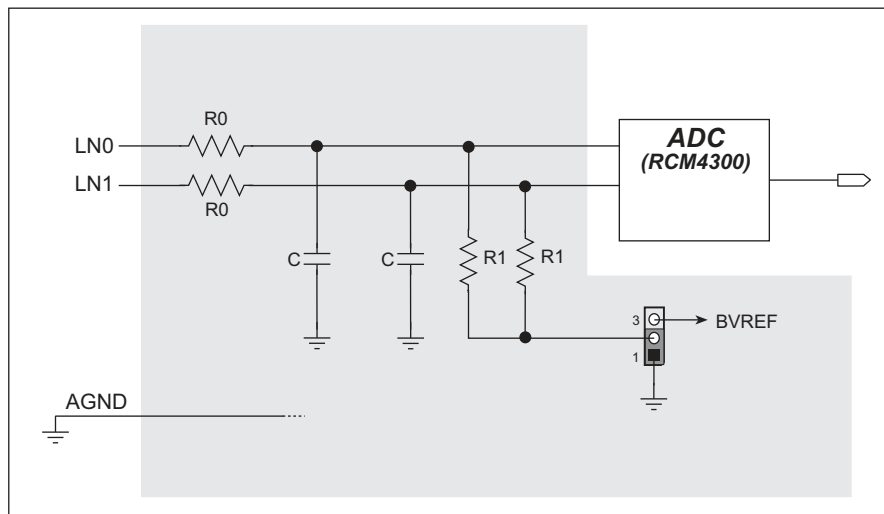 R0
LN0
LN1
R0
ADC
(RCM4300)
C
C
R1
R1
3
BVREF
1
AGND